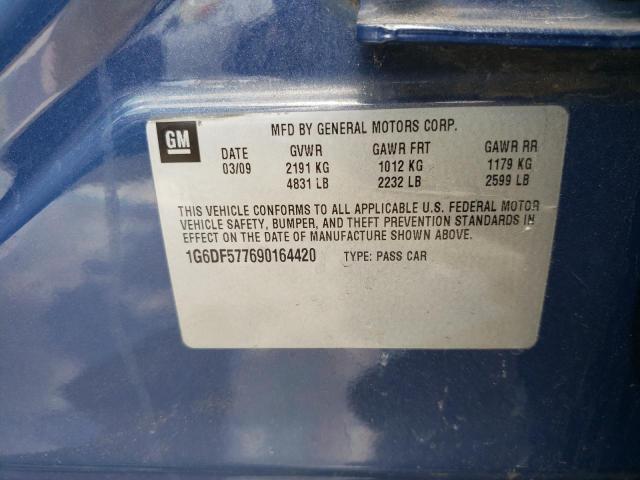 GM
MFD BY GENERAL MOTORS CORP.
DATE GVWR GAWR FRT GAWR RR
03/09 2191 KG 1012 KG 1179 KG
4831 LB 2232 LB 2599 LB
THIS VEHICLE CONFORMS TO ALL APPLICABLE U.S. FEDERAL MOTOR
VEHICLE SAFETY, BUMPER, AND THEFT PREVENTION STANDARDS IN
EFFECT ON THE DATE OF MANUFACTURE SHOWN ABOVE.
1G6DF577690164420 TYPE: PASS CAR